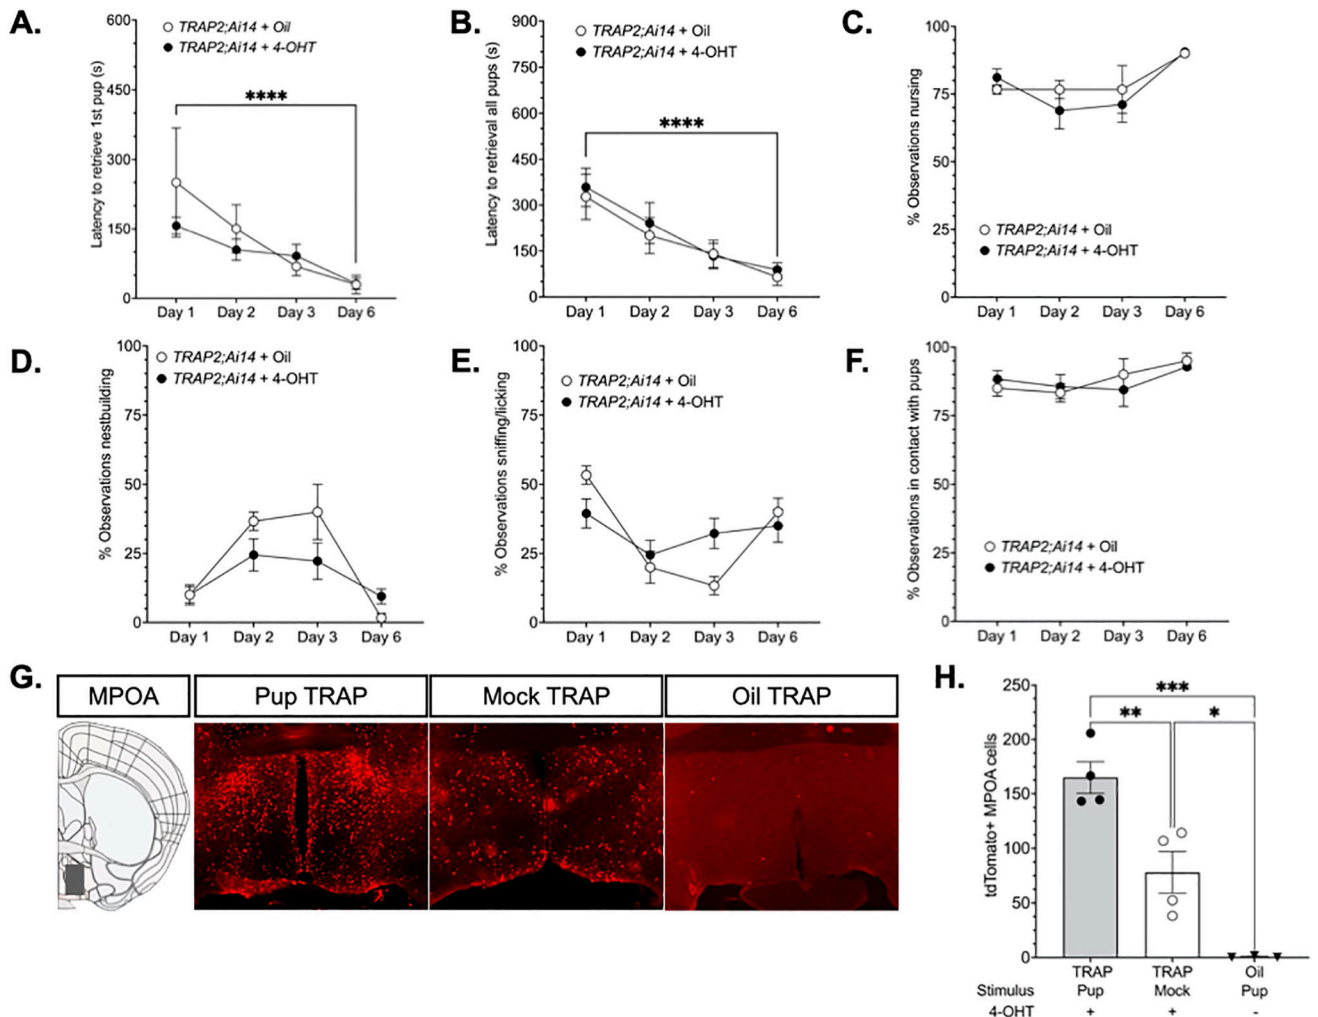 A.
600
450
300
150
0
Latency to retrieve 1st pup (s)
TRAP2;Ai14 + Oil
TRAP2;Ai14 + 4-OHT
****
Day 1 Day 2 Day 3 Day 6
B.
900
750
600
450
300
150
0
Latency to retrieval all pups (s)
TRAP2;Ai14 + Oil
TRAP2;Ai14 + 4-OHT
****
Day 1 Day 2 Day 3 Day 6
C.
100
75
50
25
0
% Observations nursing
TRAP2;Ai14 + Oil
TRAP2;Ai14 + 4-OHT
Day 1 Day 2 Day 3 Day 6
D.
100
75
50
25
0
% Observations nestbuilding
TRAP2;Ai14 + Oil
TRAP2;Ai14 + 4-OHT
Day 1 Day 2 Day 3 Day 6
E.
100
75
50
25
0
% Observations sniffing/licking
TRAP2;Ai14 + Oil
TRAP2;Ai14 + 4-OHT
Day 1 Day 2 Day 3 Day 6
F.
100
75
50
25
0
% Observations in contact with pups
TRAP2;Ai14 + Oil
TRAP2;Ai14 + 4-OHT
Day 1 Day 2 Day 3 Day 6
G.
MPOA
Pup TRAP
Mock TRAP
Oil TRAP
H.
250
200
150
100
50
0
tdTomato+ MPOA cells
***
** *
TRAP TRAP Oil
Stimulus Pup Mock Pup
4-OHT + + -